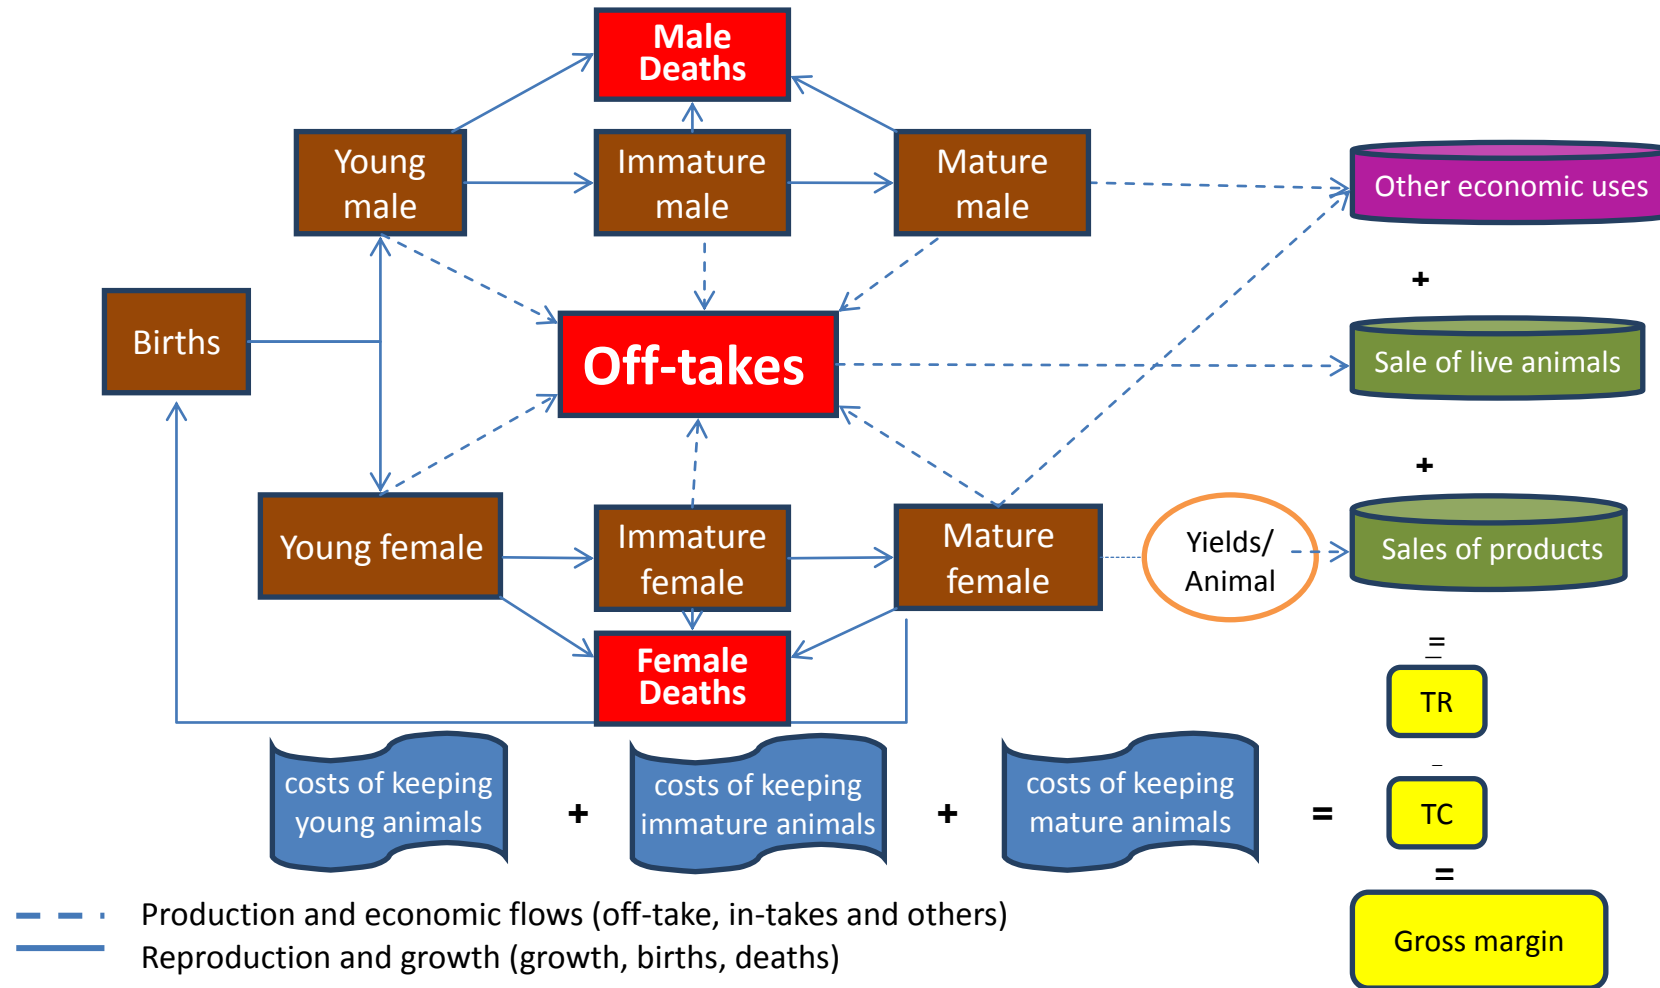 Male
Deaths
Young
male
Immature
male
Mature
male
Other economic uses
+
Births
Off-takes
Sale of live animals
+
Young female
Immature
female
Mature
female
Yields/
Animal
Sales of products
=
Female
Deaths
TR
–
costs of keeping
young animals
+
costs of keeping
immature animals
+
costs of keeping
mature animals
=
TC
=
Gross margin
Production and economic flows (off-take, in-takes and others)
Reproduction and growth (growth, births, deaths)